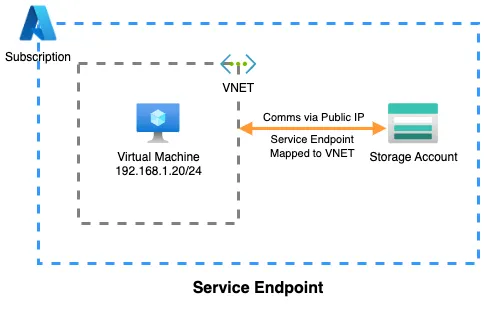 Subscription
VNET
Comms via Public IP
Service Endpoint
Mapped to VNET
Virtual Machine
192.168.1.20/24
Storage Account
Service Endpoint